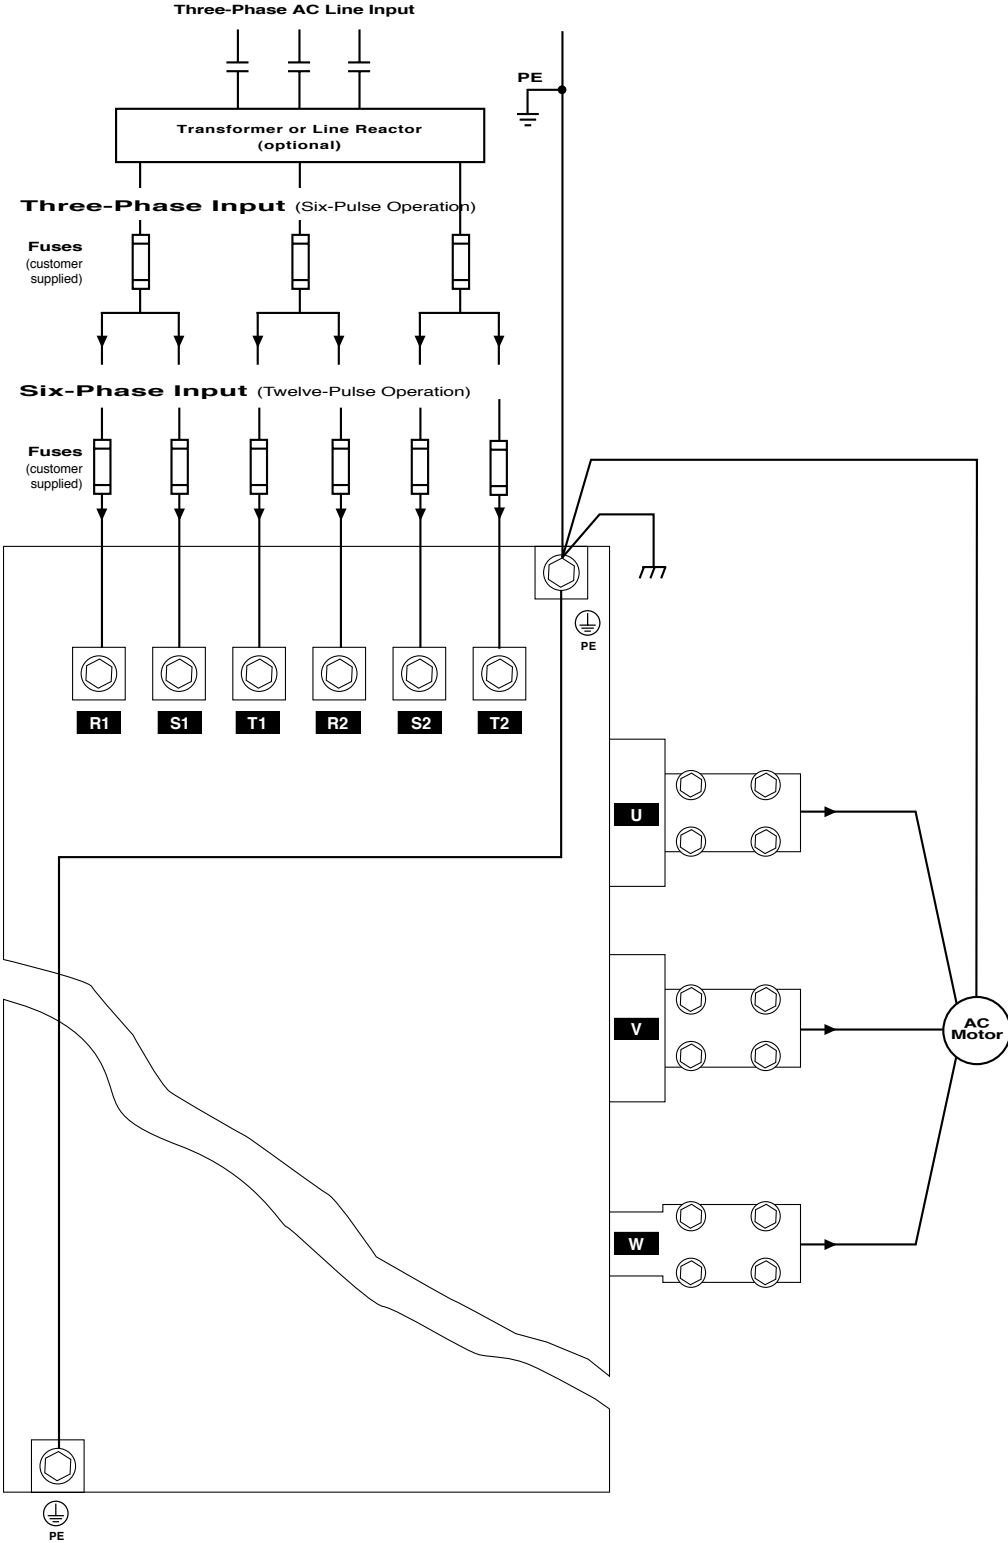 Three-Phase AC Line Input
PE
Transformer or Line Reactor
(optional)
Three-Phase Input (Six-Pulse Operation)
Fuses
(customer
supplied)
Six-Phase Input (Twelve-Pulse Operation)
Fuses
(customer
supplied)
PE
R1 S1 T1 R2 S2 T2
U
V
AC
Motor
W
PE